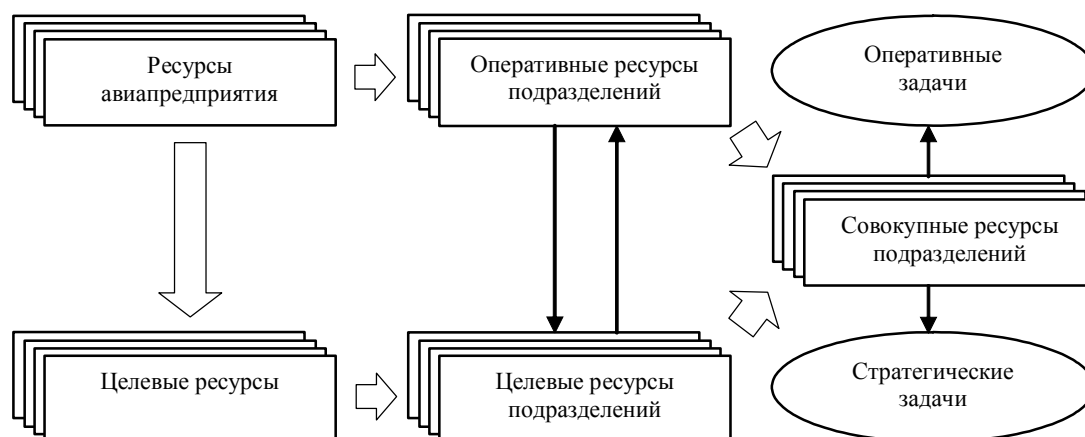 Ресурсы
авиапредприятия
Оперативные ресурсы
подразделений
Оперативные
задачи
Совокупные ресурсы
подразделений
Целевые ресурсы
Целевые ресурсы
подразделений
Стратегические
задачи